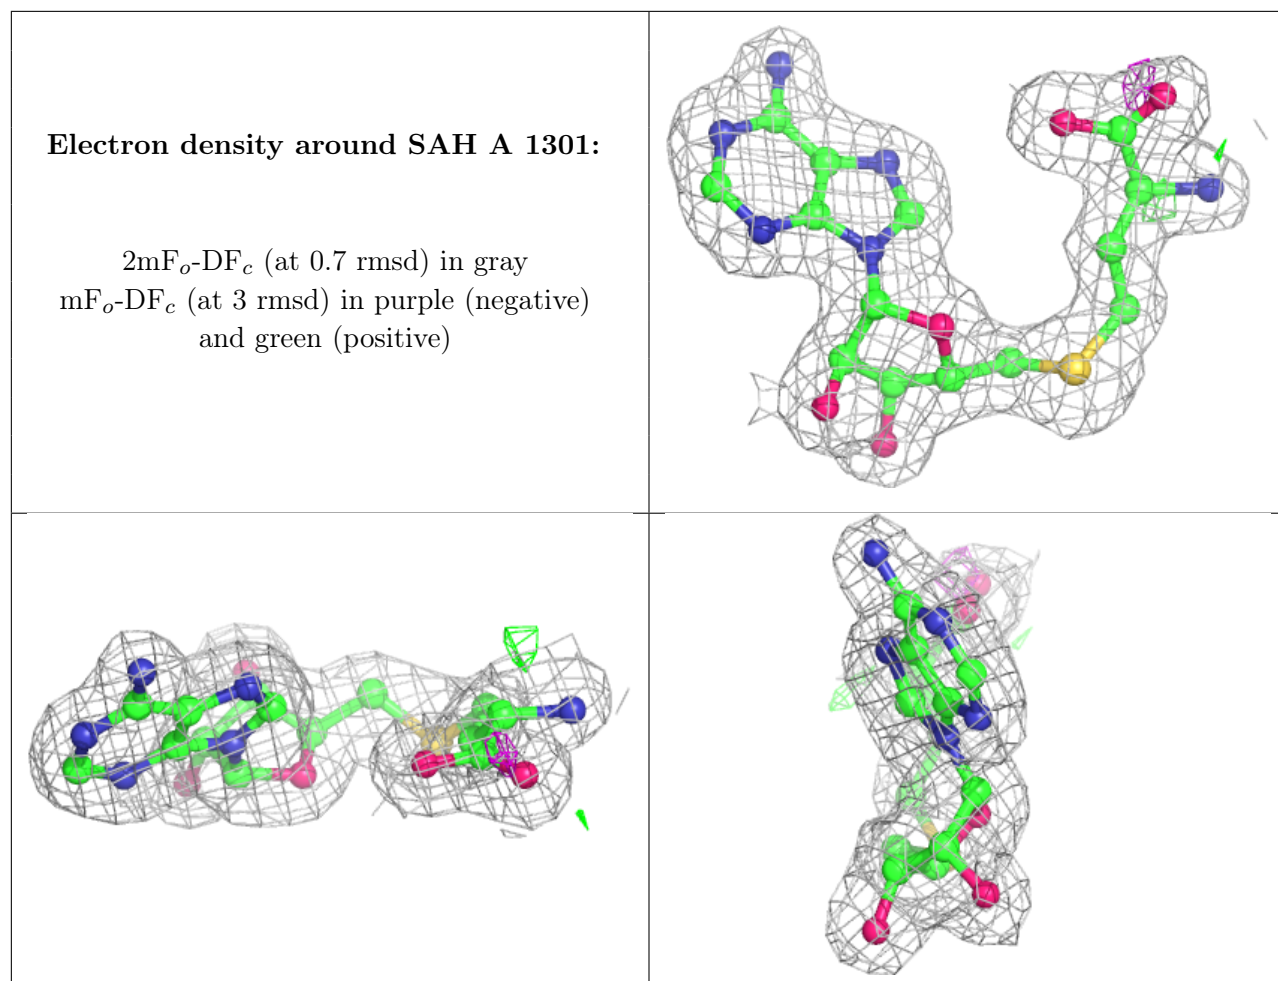 Electron density around SAH A 1301:
2mFo-DFc (at 0.7 rmsd) in gray
mFo-DFc (at 3 rmsd) in purple (negative)
and green (positive)